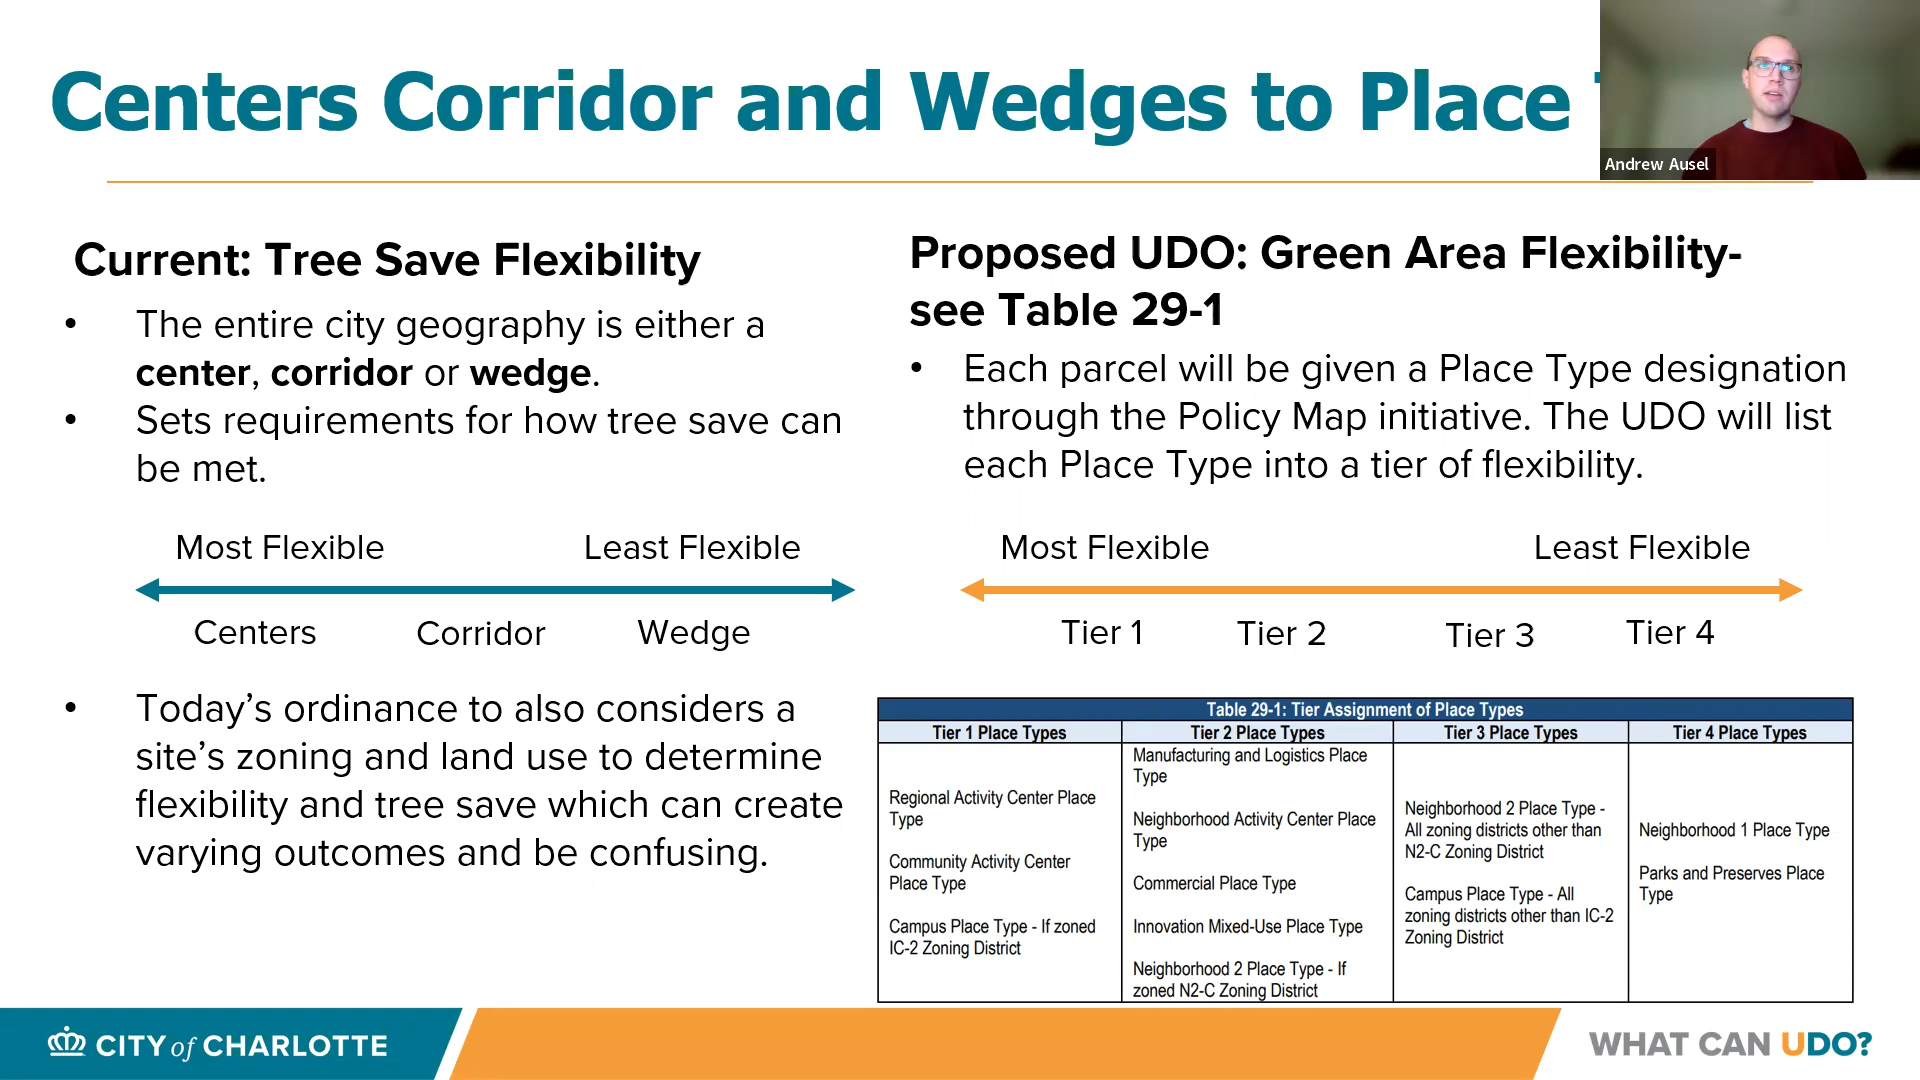 Centers Corridor and Wedges to Place
Andrew Ausel
Current: Tree Save Flexibility
• The entire city geography is either a
center, corridor or wedge.
• Sets requirements for how tree save can
be met.
Most Flexible Least Flexible
Centers Corridor Wedge
• Today’s ordinance to also considers a
site’s zoning and land use to determine
flexibility and tree save which can create
varying outcomes and be confusing.
Proposed UDO: Green Area Flexibility-
see Table 29-1
• Each parcel will be given a Place Type designation
through the Policy Map initiative. The UDO will list
each Place Type into a tier of flexibility.
Most Flexible Least Flexible
Tier 1 Tier 2 Tier 3 Tier 4
Table 29-1: Tier Assignment of Place Types
Tier 1 Place Types Tier 2 Place Types Tier 3 Place Types Tier 4 Place Types
Regional Activity Center Place
Type
Community Activity Center
Place Type
Campus Place Type - If zoned
IC-2 Zoning District
Manufacturing and Logistics Place
Type
Neighborhood Activity Center Place
Type
Commercial Place Type
Innovation Mixed-Use Place Type
Neighborhood 2 Place Type - If
zoned N2-C Zoning District
Neighborhood 2 Place Type -
All zoning districts other than
N2-C Zoning District
Campus Place Type - All
zoning districts other than IC-2
Zoning District
Neighborhood 1 Place Type
Parks and Preserves Place
Type
CITY of CHARLOTTE
WHAT CAN UDO?